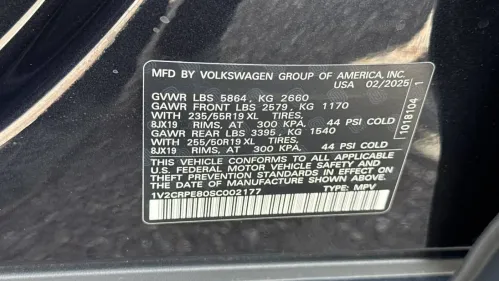 MFD BY VOLKSWAGEN GROUP OF AMERICA, INC.
USA 02/2025
GVWR LBS 5864, KG 2660
GAWR FRONT LBS 2579, KG 1170
WITH 235/55R19 XL TIRES,
8JX19 RIMS, AT 300 KPA. 44 PSI COLD
GAWR REAR LBS 3395, KG 1540
WITH 255/50R19 XL TIRES,
8JX19 RIMS, AT 300 KPA. 44 PSI COLD
THIS VEHICLE CONFORMS TO ALL APPLICABLE
U.S. FEDERAL MOTOR VEHICLE SAFETY AND
THEFT PREVENTION STANDARDS IN EFFECT ON
THE DATE OF MANUFACTURE SHOWN ABOVE.
1V2CRPE80SC002177 TYPE: MPV
1018104 1